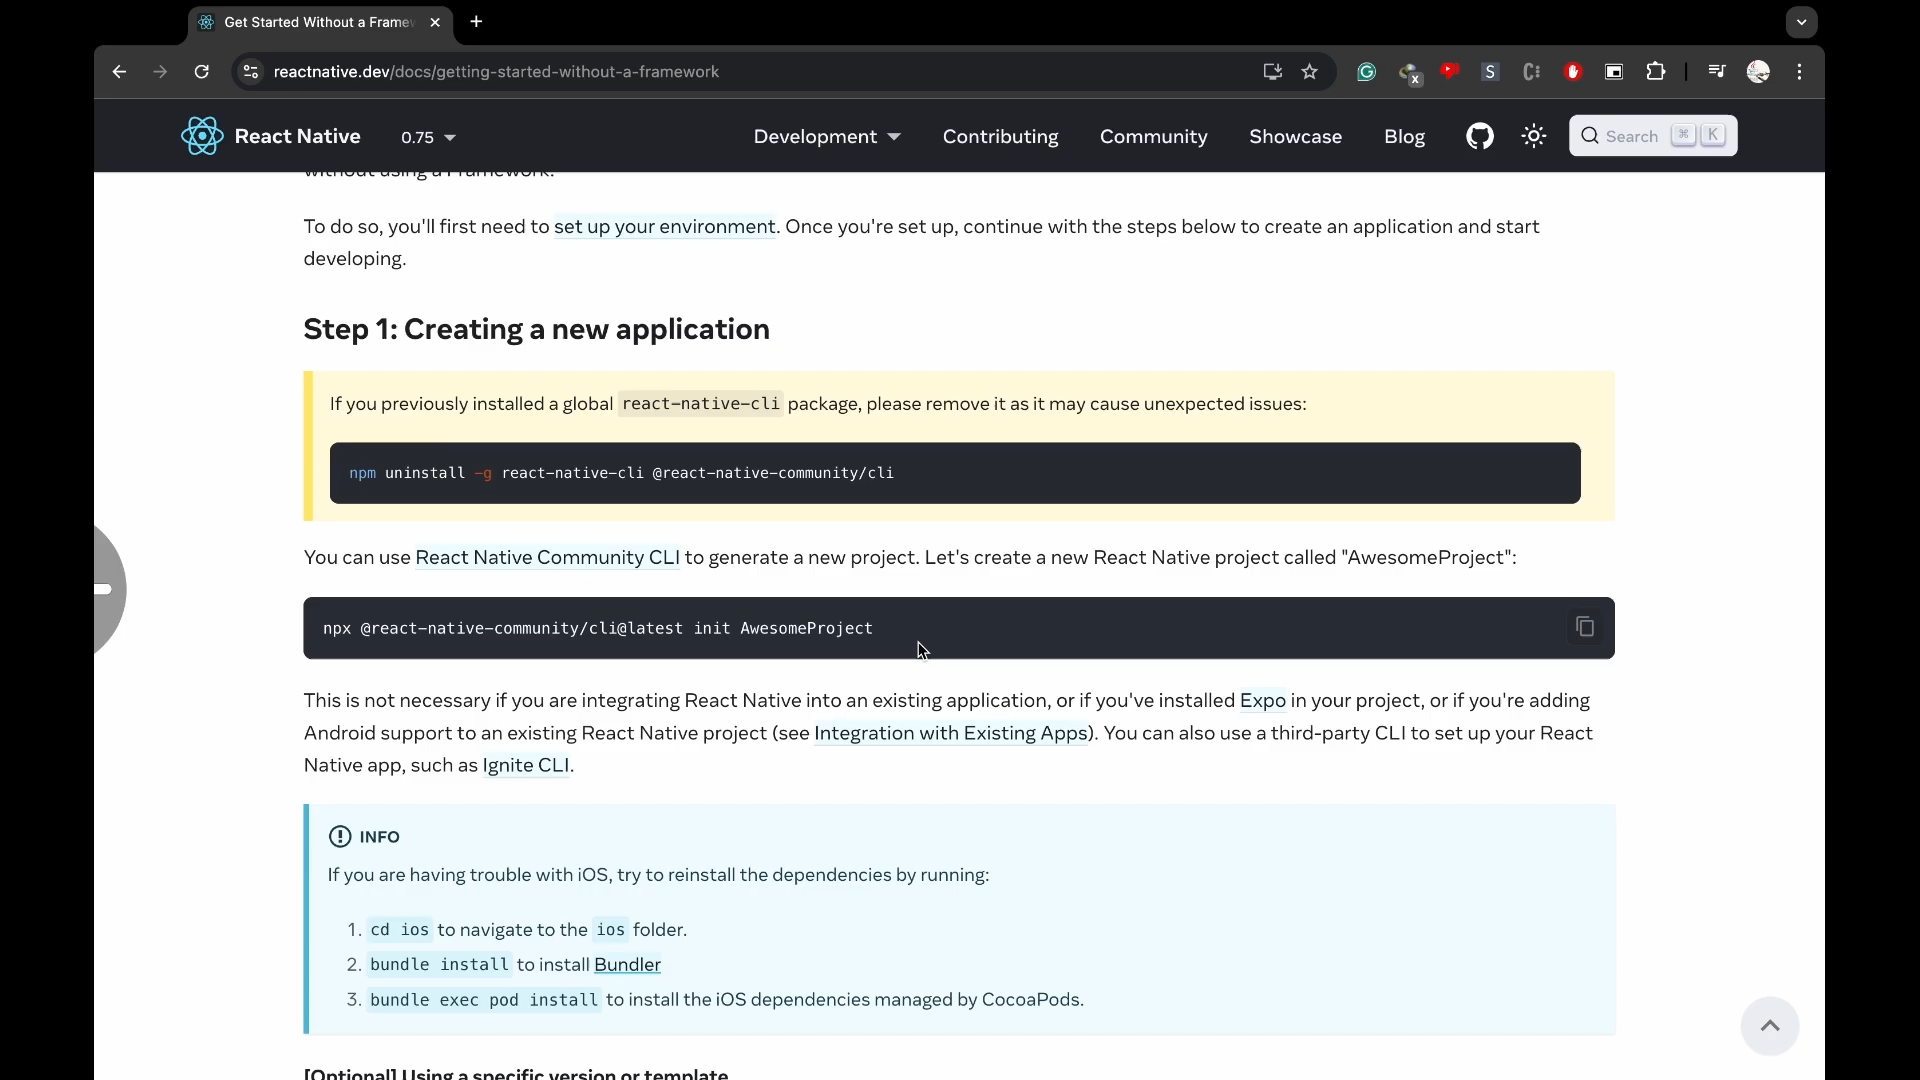 Get Started Without a Frame
reactnative.dev/docs/getting-started-without-a-framework
React Native
0.75
Development
Contributing
Community
Showcase
Blog
Search
⌘ K
without using a Framework.
To do so, you'll first need to set up your environment. Once you're set up, continue with the steps below to create an application and start
developing.
Step 1: Creating a new application
If you previously installed a global react-native-cli package, please remove it as it may cause unexpected issues:
npm uninstall -g react-native-cli @react-native-community/cli
You can use React Native Community CLI to generate a new project. Let's create a new React Native project called "AwesomeProject":
npx @react-native-community/cli@latest init AwesomeProject
This is not necessary if you are integrating React Native into an existing application, or if you've installed Expo in your project, or if you're adding
Android support to an existing React Native project (see Integration with Existing Apps). You can also use a third-party CLI to set up your React
Native app, such as Ignite CLI.
INFO
If you are having trouble with iOS, try to reinstall the dependencies by running:
1. cd ios to navigate to the ios folder.
2. bundle install to install Bundler
3. bundle exec pod install to install the iOS dependencies managed by CocoaPods.
[Optional] Using a specific version or template